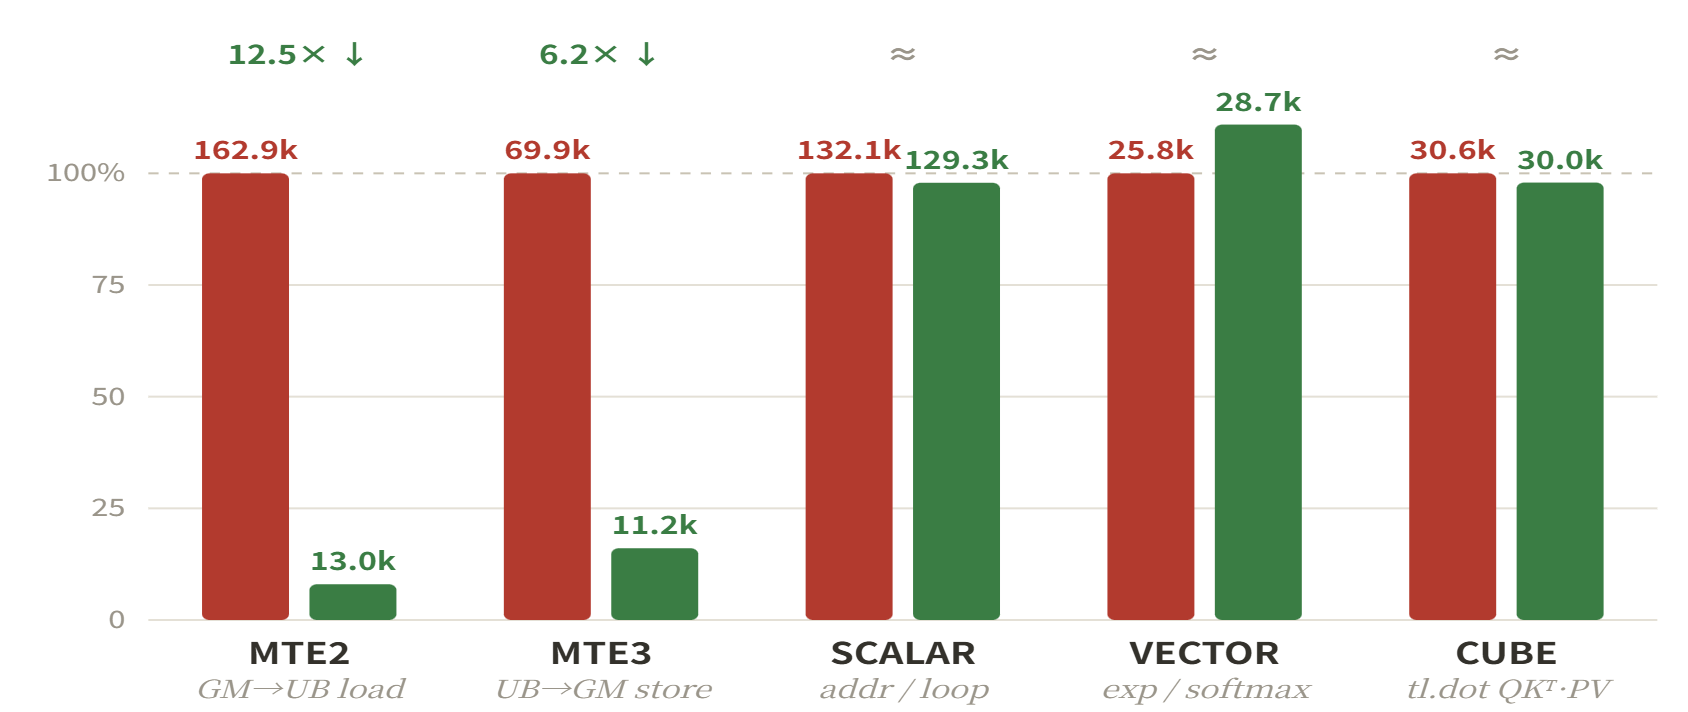 12.5× ↓ 6.2× ↓ ≈ ≈ ≈
28.7k
162.9k 69.9k 132.1k 129.3k 25.8k 30.6k 30.0k
100%
75
50
25
11.2k
13.0k
0
MTE2 MTE3 SCALAR VECTOR CUBE
GM→UB load UB→GM store addr / loop exp / softmax tl.dot QKᵀ·PV